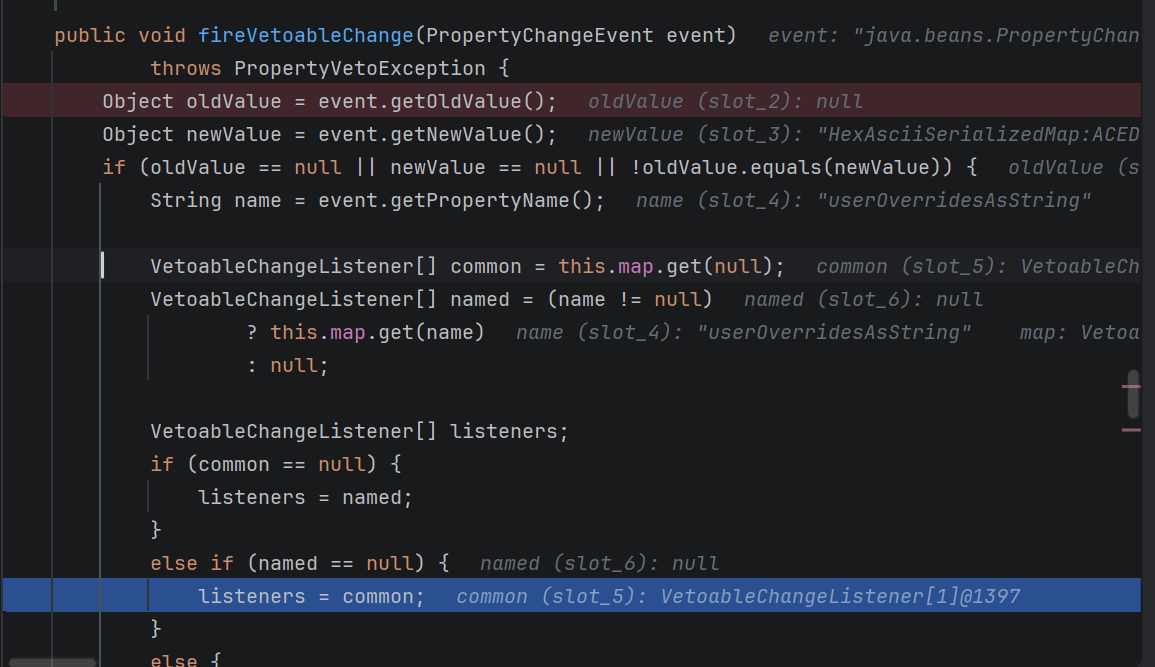 public void fireVetoableChange(PropertyChangeEvent event)   event: "java.beans.PropertyChan
        throws PropertyVetoException {
    Object oldValue = event.getOldValue();   oldValue (slot_2): null
    Object newValue = event.getNewValue();   newValue (slot_3): "HexAsciiSerializedMap:ACED
    if (oldValue == null || newValue == null || !oldValue.equals(newValue)) {   oldValue (s
        String name = event.getPropertyName();   name (slot_4): "userOverridesAsString"
        VetoableChangeListener[] common = this.map.get(null);   common (slot_5): VetoableCh
        VetoableChangeListener[] named = (name != null)   named (slot_6): null
                ? this.map.get(name)   name (slot_4): "userOverridesAsString"    map: Vetoa
                : null;
        VetoableChangeListener[] listeners;
        if (common == null) {
            listeners = named;
        }
        else if (named == null) {   named (slot_6): null
            listeners = common;   common (slot_5): VetoableChangeListener[1]@1397
        }
        else {